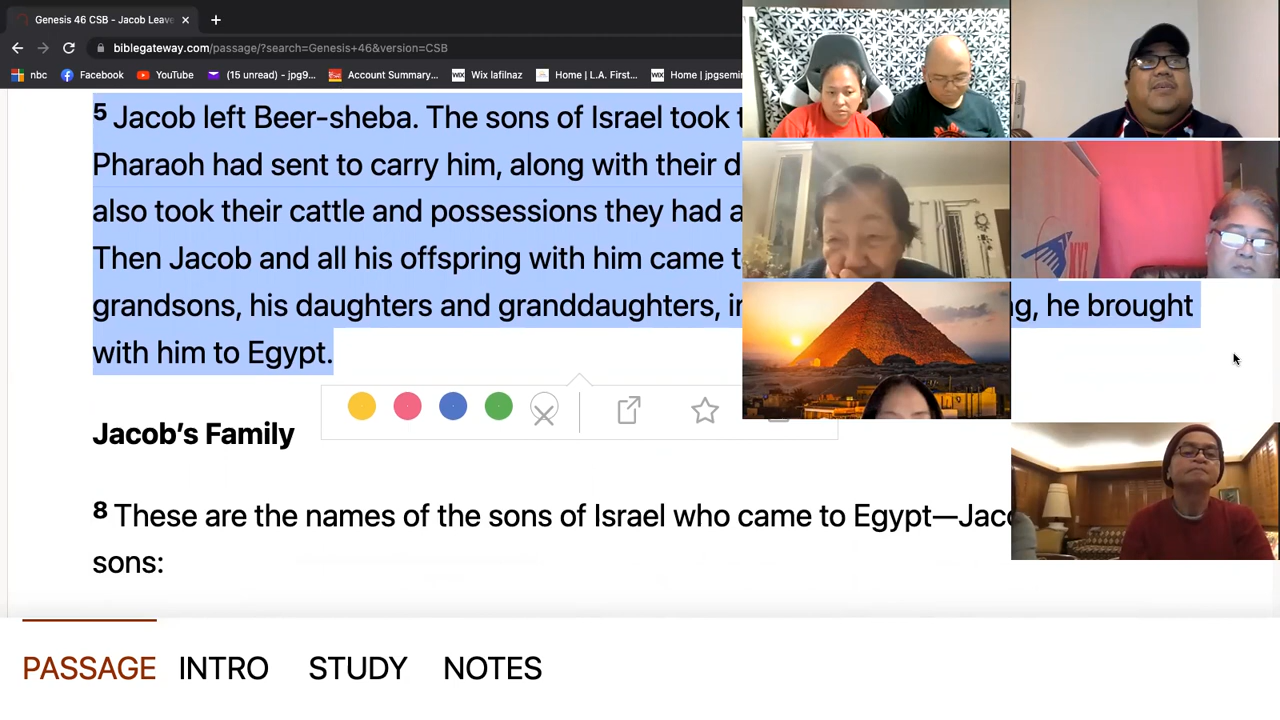 Genesis 46 CSB - Jacob Leave
biblegateway.com/passage/?search=Genesis+46&version=CSB
nbc Facebook YouTube (15 unread) - jpg9... Account Summary... Wix lafilnaz Home | L.A. First... Home | jpgsemi
5 Jacob left Beer-sheba. The sons of Israel took
Pharaoh had sent to carry him, along with their
also took their cattle and possessions they had
Then Jacob and all his offspring with him came
grandsons, his daughters and granddaughters, he brought
with him to Egypt.
Jacob’s Family
8 These are the names of the sons of Israel who came to Egypt—Jaco
sons:
PASSAGE INTRO STUDY NOTES